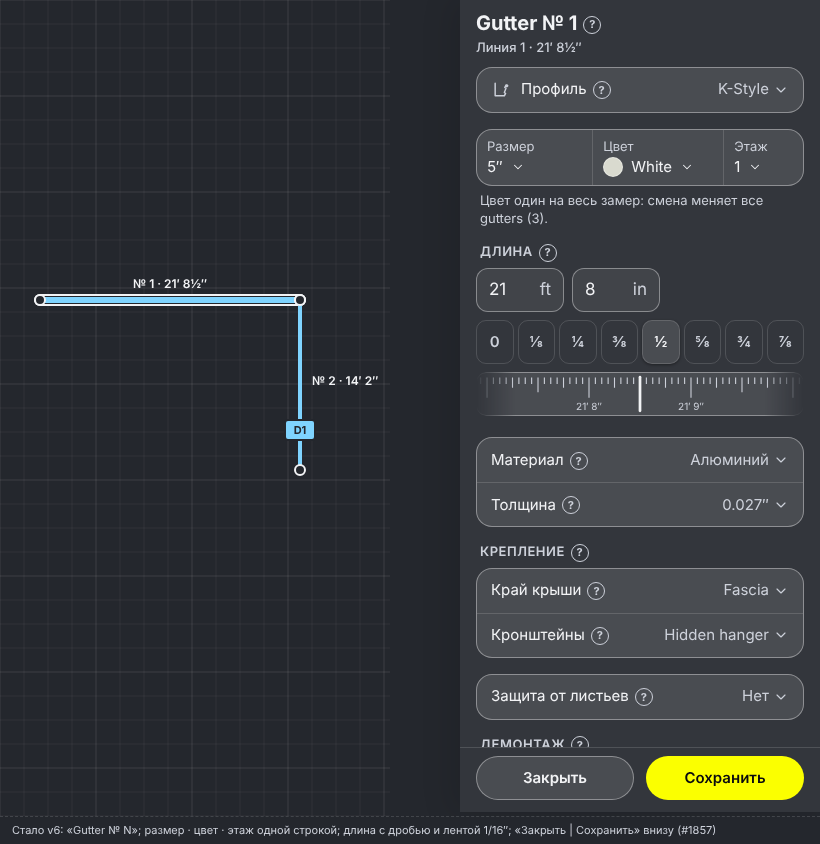 Gutter № 1 ?
Линия 1 · 21′ 8½″
Профиль ? K-Style
Размер Цвет Этаж
5″ White 1
Цвет один на весь замер: смена меняет все
gutters (3).
ДЛИНА ?
21 ft 8 in
0 ⅛ ¼ ⅜ ½ ⅝ ¾ ⅞
21′ 8″ 21′ 9″
Материал ? Алюминий
Толщина ? 0.027″
КРЕПЛЕНИЕ ?
Край крыши ? Fascia
Кронштейны ? Hidden hanger
Защита от листьев ? Нет
ДЕМОНТАЖ ?
Закрыть Сохранить
№ 1 · 21′ 8½″
№ 2 · 14′ 2″
D1
Стало v6: «Gutter № N»; размер · цвет · этаж одной строкой; длина с дробью и лентой 1/16″; «Закрыть | Сохранить» внизу (#1857)